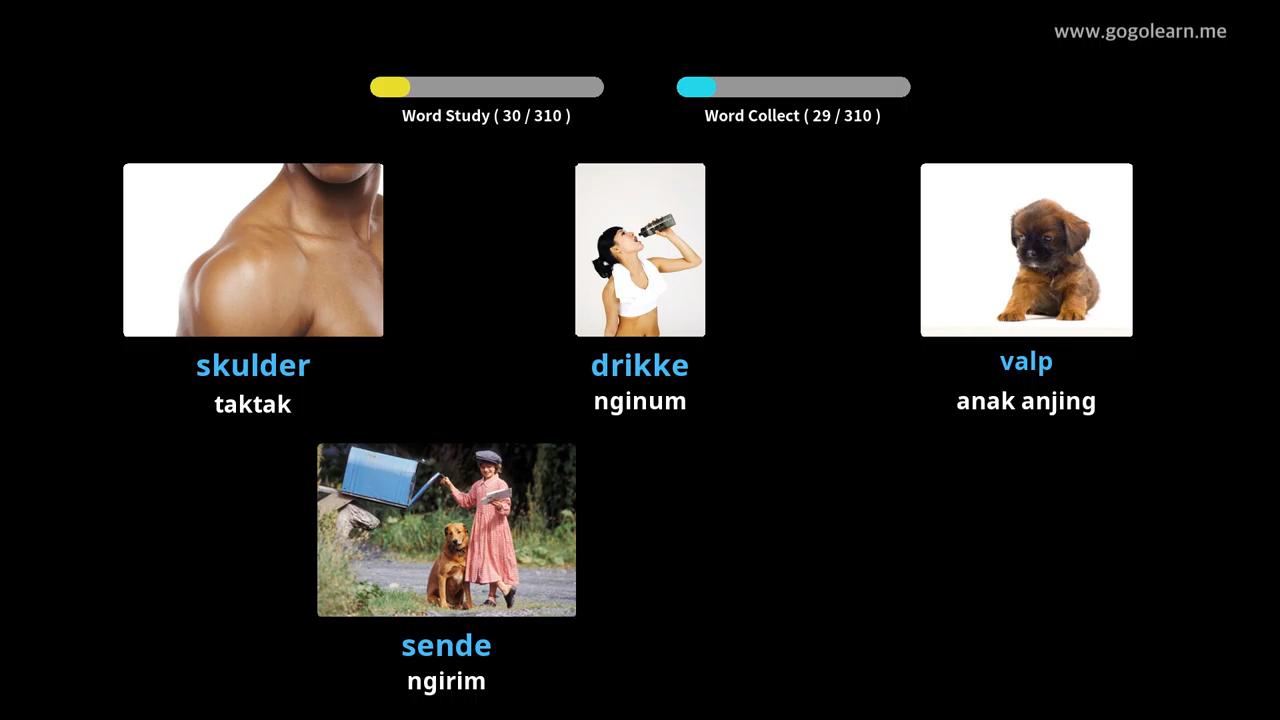 www.gogolearn.me
Word Study ( 30 / 310 )
Word Collect ( 29 / 310 )
skulder
taktak
drikke
nginum
valp
anak anjing
sende
ngirim